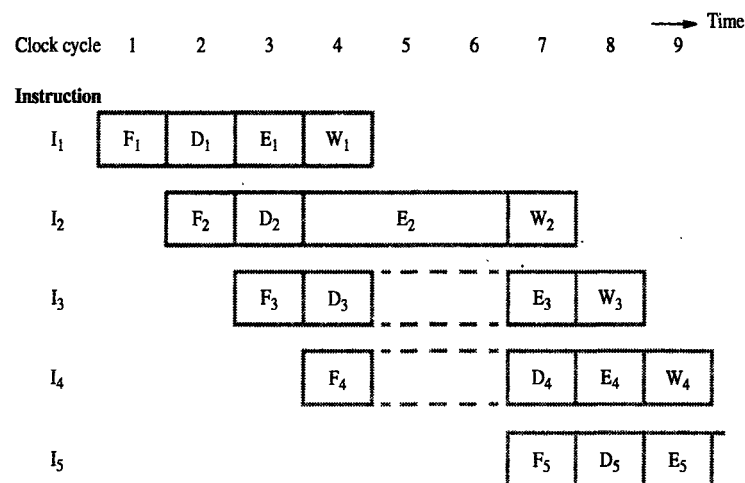 Time
Clock cycle 1 2 3 4 5 6 7 8 9
Instruction
I₁ F₁ D₁ E₁ W₁
I₂ F₂ D₂ E₂ W₂
I₃ F₃ D₃ E₃ W₃
I₄ F₄ D₄ E₄ W₄
I₅ F₅ D₅ E₅